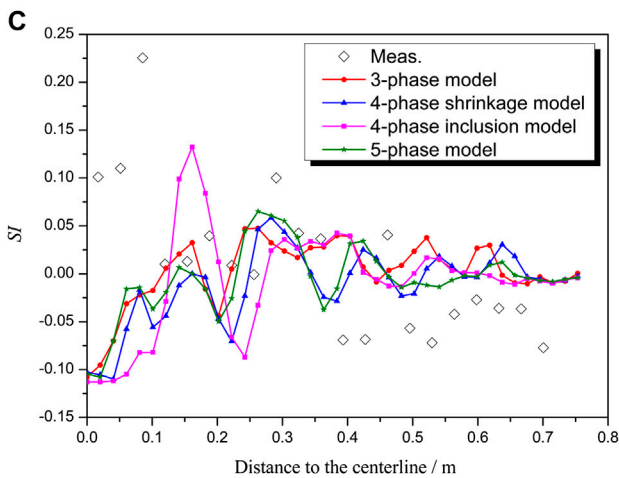 C
0.25
0.20
0.15
0.10
0.05
0.00
-0.05
-0.10
-0.15
SI
Meas.
3-phase model
4-phase shrinkage model
4-phase inclusion model
5-phase model
0.0 0.1 0.2 0.3 0.4 0.5 0.6 0.7 0.8
Distance to the centerline / m